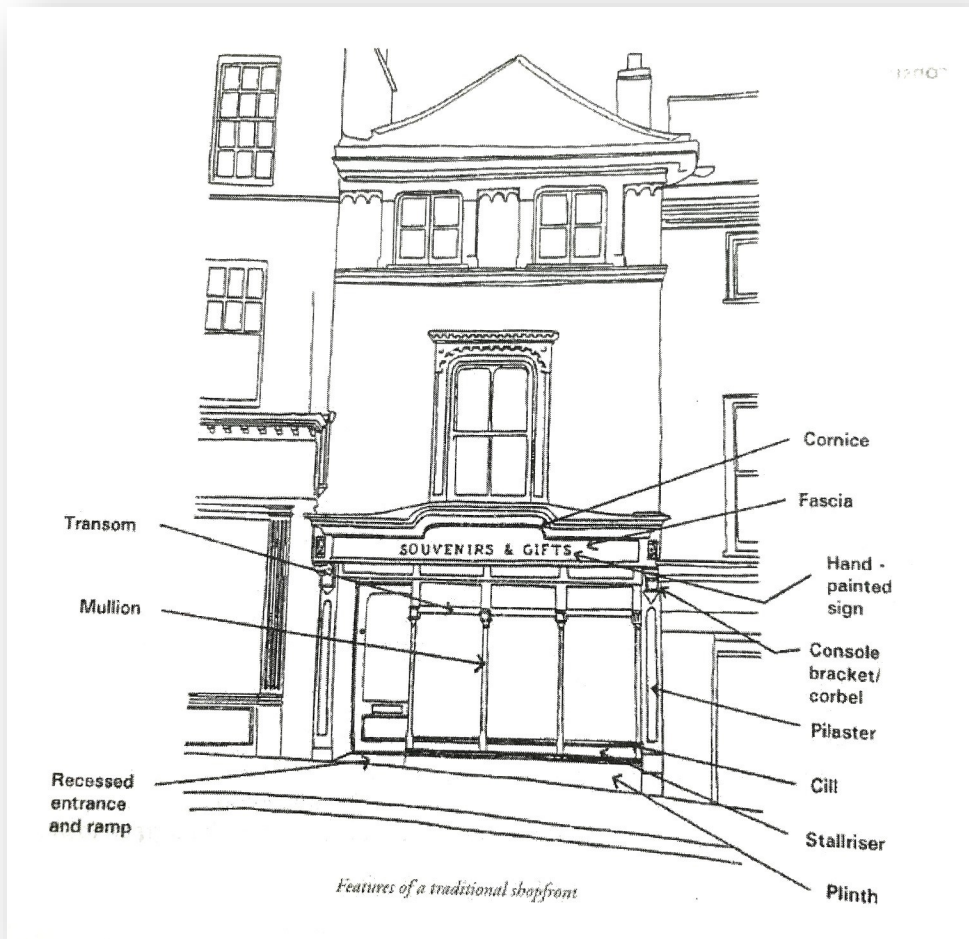 Cornice
Fascia
SOUVENIRS & GIFTS
Transom
Hand -
painted
sign
Mullion
Console
bracket/
corbel
Pilaster
Recessed
entrance
and ramp
Cill
Stallriser
Plinth
Features of a traditional shopfront